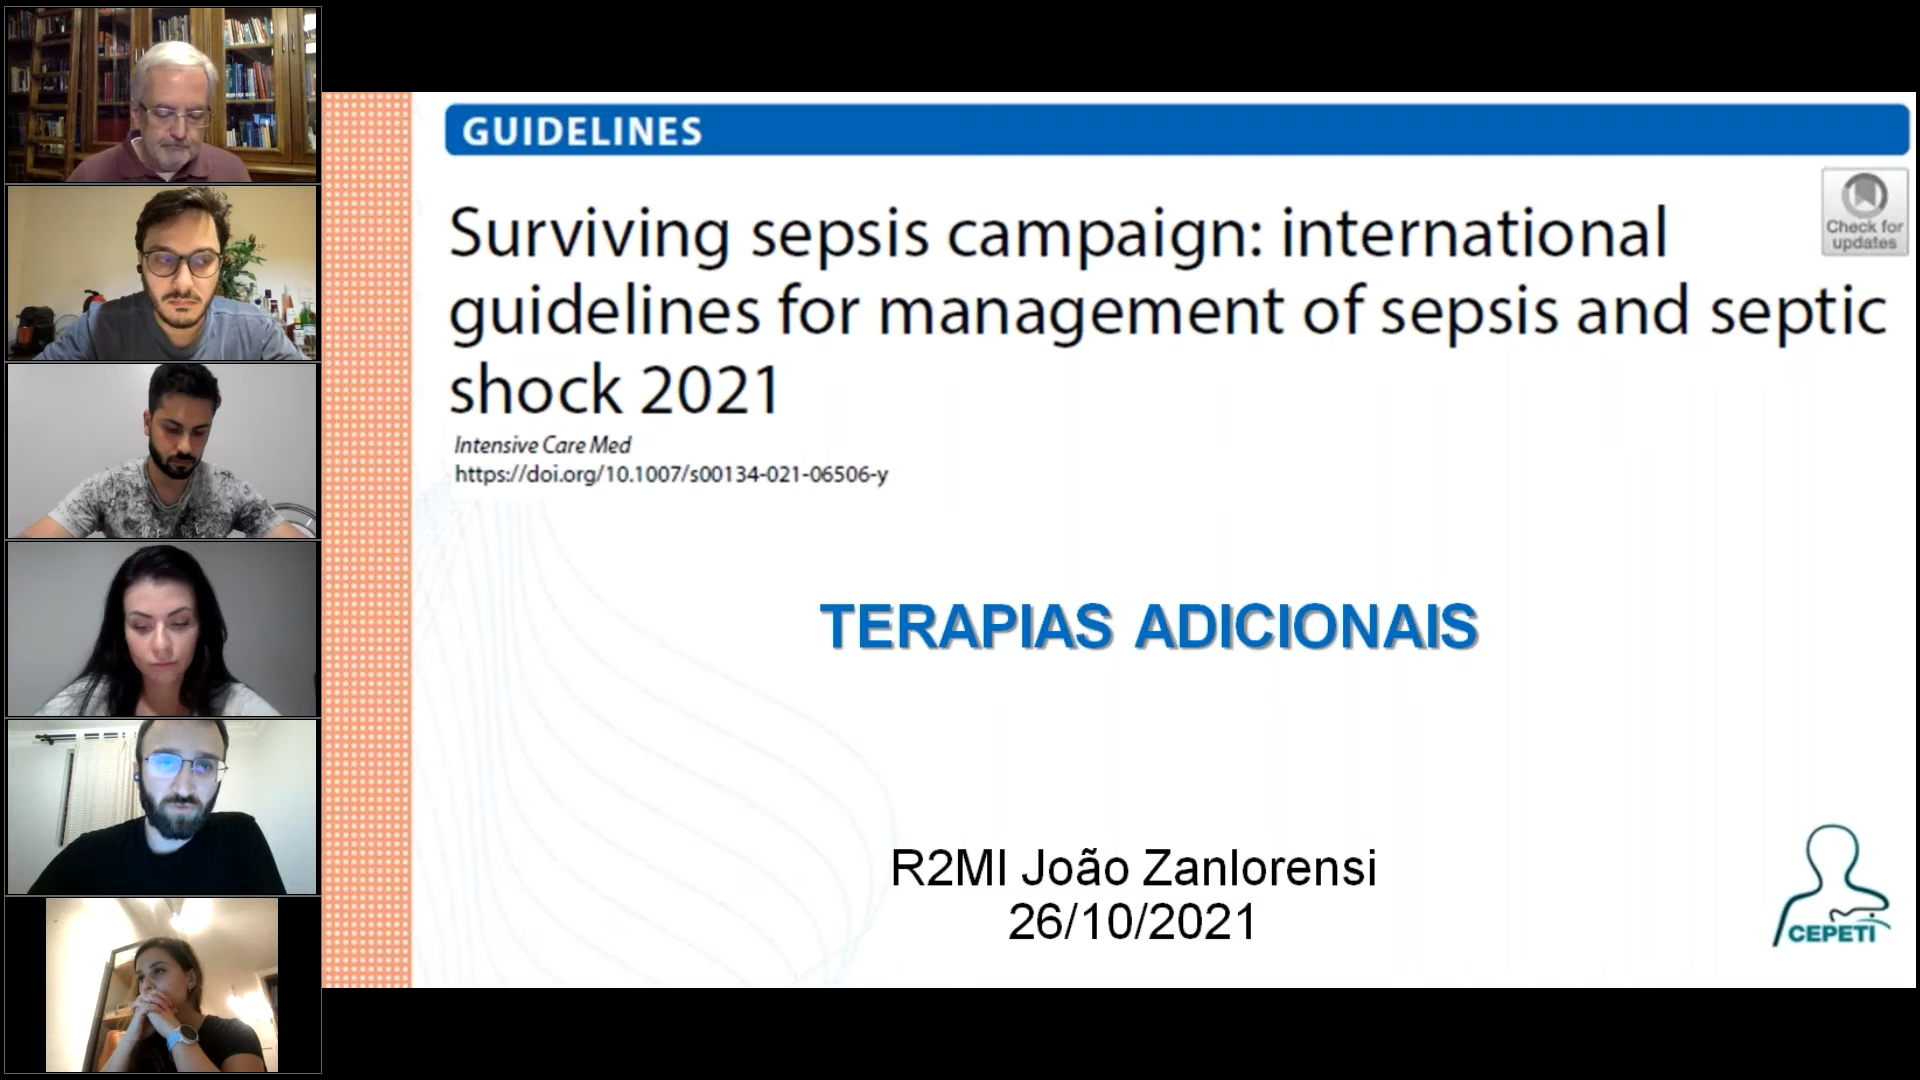 GUIDELINES
Surviving sepsis campaign: international
guidelines for management of sepsis and septic
shock 2021
Check for
updates
Intensive Care Med
https://doi.org/10.1007/s00134-021-06506-y
TERAPIAS ADICIONAIS
R2MI João Zanlorensi
26/10/2021
CEPETI